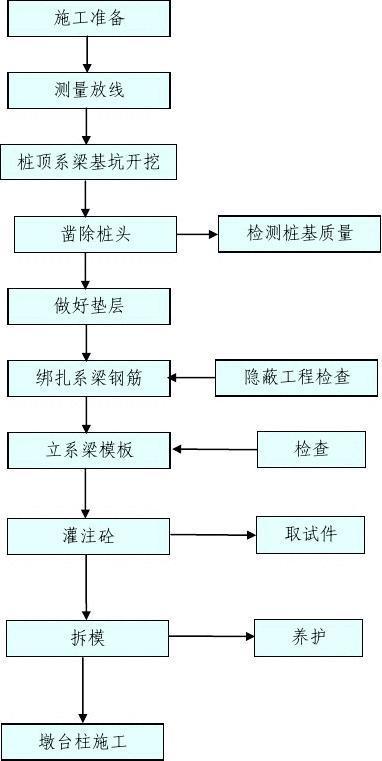 施工准备
测量放线
桩顶系梁基坑开挖
凿除桩头
检测桩基质量
做好垫层
绑扎系梁钢筋
隐蔽工程检查
立系梁模板
检查
灌注砼
取试件
拆模
养护
墩台柱施工